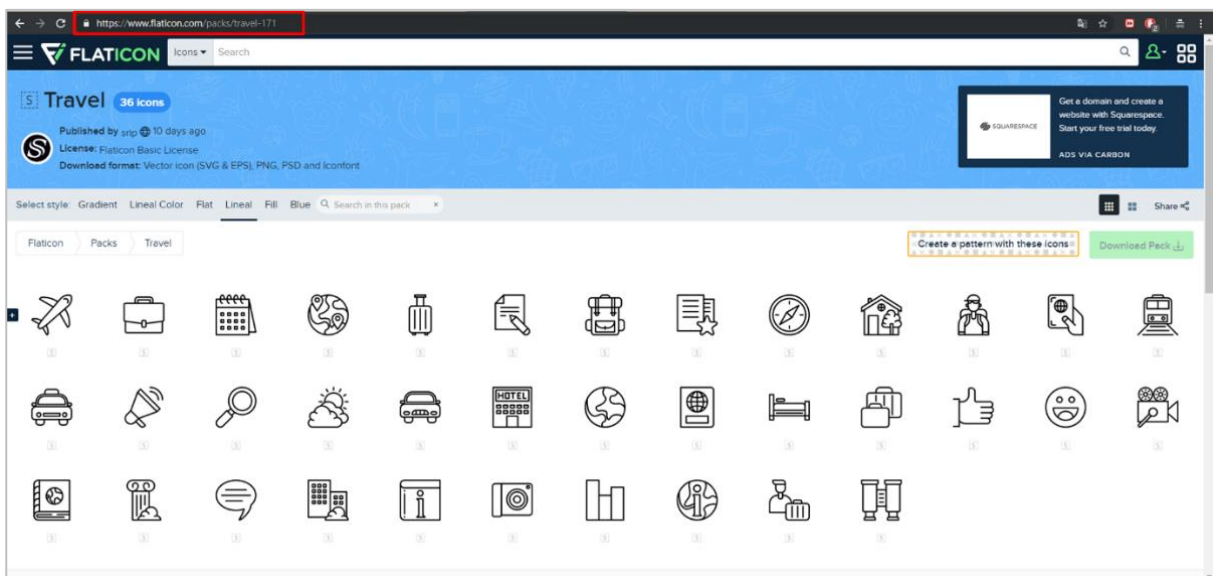 https://www.flaticon.com/packs/travel-171
FLATICON Icons Search
Travel 36 icons
Published by srip 10 days ago
License: Flaticon Basic License
Download format: Vector icon (SVG & EPS), PNG, PSD and Iconfont
SQUARESPACE
Get a domain and create a
website with Squarespace.
Start your free trial today.
ADS VIA CARBON
Select style: Gradient Lineal Color Flat Lineal Fill Blue Search in this pack × Share
Flaticon Packs Travel Create a pattern with these icons Download Pack
HOTEL